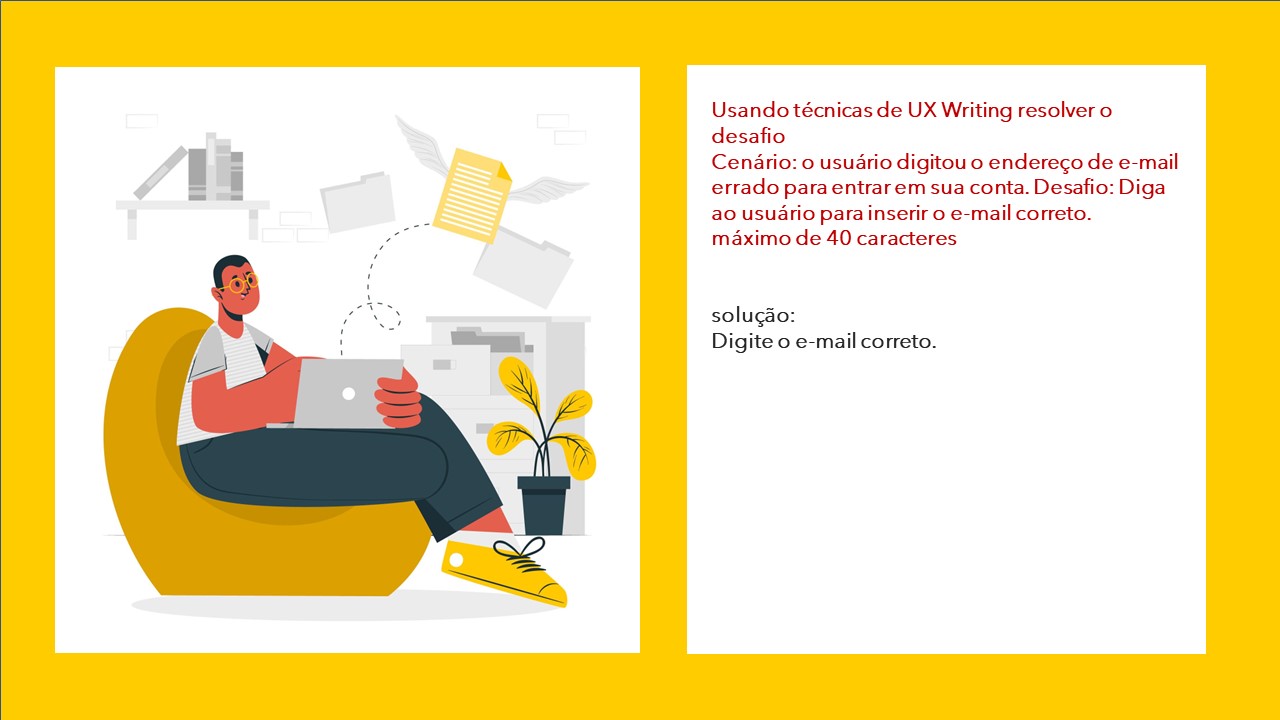 Usando técnicas de UX Writing resolver o
desafio
Cenário: o usuário digitou o endereço de e-mail
errado para entrar em sua conta. Desafio: Diga
ao usuário para inserir o e-mail correto.
máximo de 40 caracteres
solução:
Digite o e-mail correto.